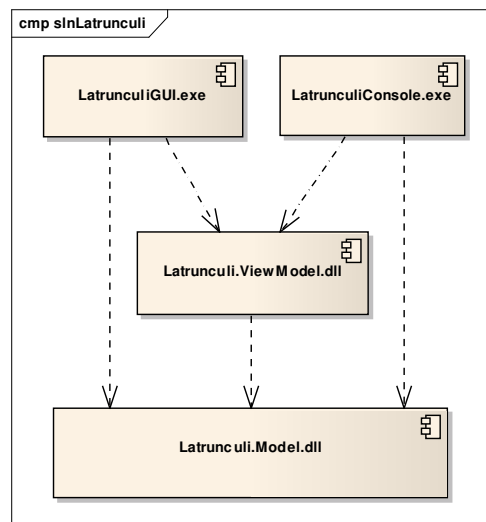 cmp slnLatrunculi
LatrunculiGUI.exe
LatrunculiConsole.exe
Latrunculi.ViewModel.dll
Latrunculi.Model.dll